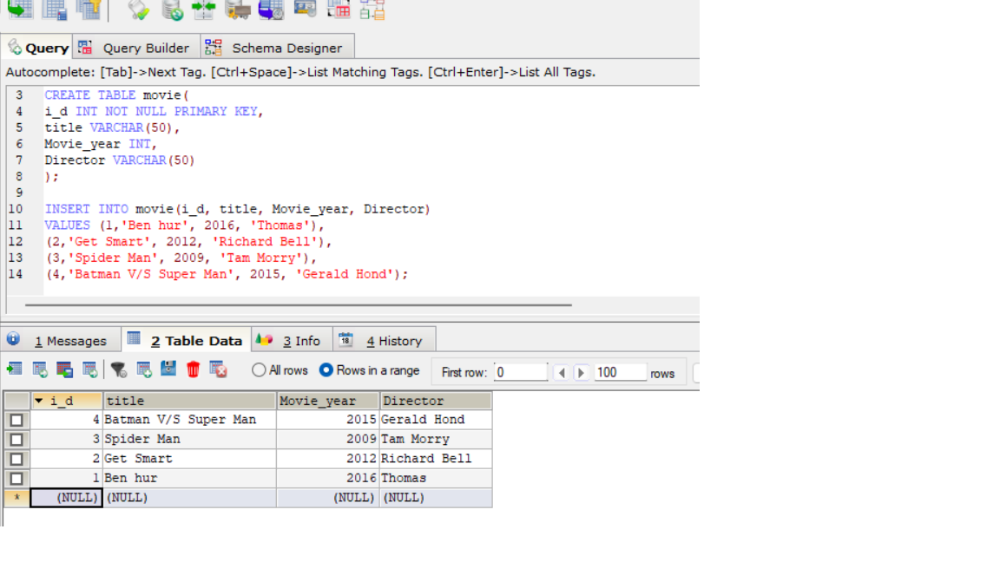 Query Query Builder Schema Designer
Autocomplete: [Tab]->Next Tag. [Ctrl+Space]->List Matching Tags. [Ctrl+Enter]->List All Tags.
3 CREATE TABLE movie(
4 i_d INT NOT NULL PRIMARY KEY,
5 title VARCHAR(50),
6 Movie_year INT,
7 Director VARCHAR(50)
8 );
9
10 INSERT INTO movie(i_d, title, Movie_year, Director)
11 VALUES (1,'Ben hur', 2016, 'Thomas'),
12 (2,'Get Smart', 2012, 'Richard Bell'),
13 (3,'Spider Man', 2009, 'Tam Morry'),
14 (4,'Batman V/S Super Man', 2015, 'Gerald Hond');
1 Messages 2 Table Data 3 Info 18 4 History
All rows Rows in a range First row: 0 100 rows
i_d title Movie_year Director
4 Batman V/S Super Man 2015 Gerald Hond
3 Spider Man 2009 Tam Morry
2 Get Smart 2012 Richard Bell
1 Ben hur 2016 Thomas
* (NULL) (NULL) (NULL) (NULL)